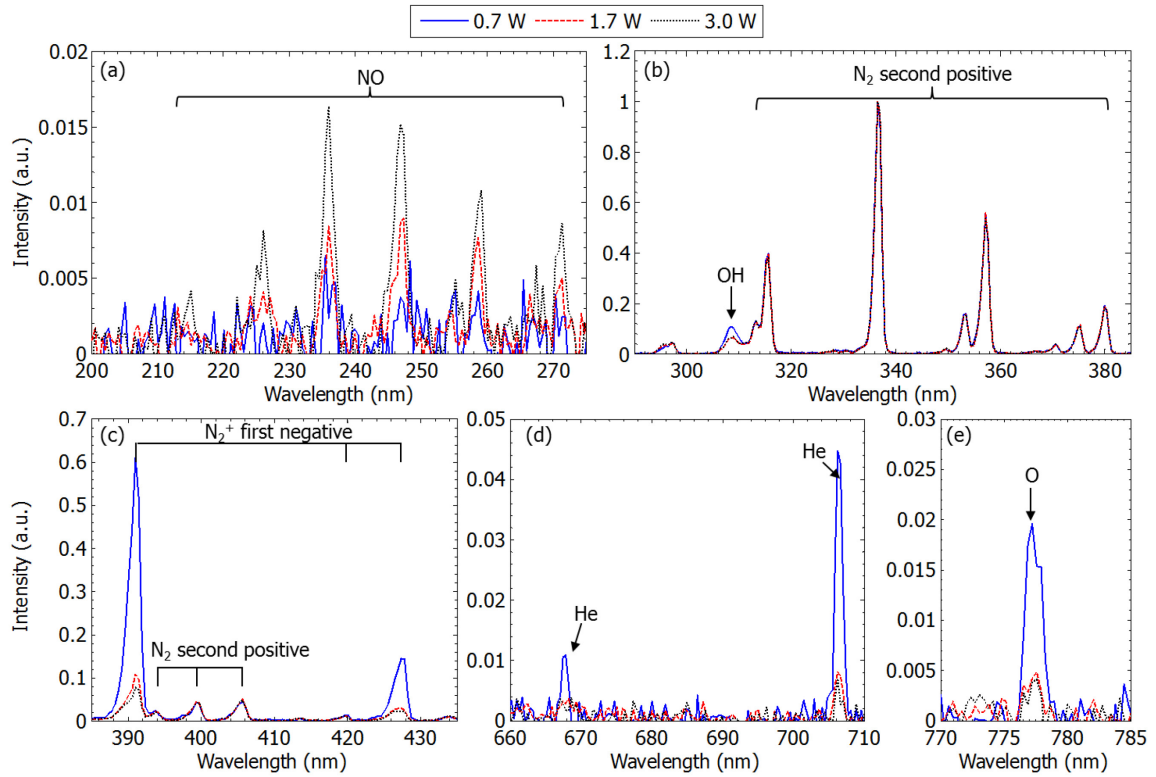 0.7 W 1.7 W 3.0 W
(a)
NO
0.02
0.015
0.01
0.005
0
Intensity (a.u.)
200 210 220 230 240 250 260 270
Wavelength (nm)
(b)
N₂ second positive
OH
1.2
1
0.8
0.6
0.4
0.2
0
300 320 340 360 380
Wavelength (nm)
(c)
N₂⁺ first negative
N₂ second positive
0.7
0.6
0.5
0.4
0.3
0.2
0.1
0
Intensity (a.u.)
390 400 410 420 430
Wavelength (nm)
(d)
He
He
0.05
0.04
0.03
0.02
0.01
0
660 670 680 690 700 710
Wavelength (nm)
(e)
O
0.03
0.025
0.02
0.015
0.01
0.005
0
770 775 780 785
Wavelength (nm)